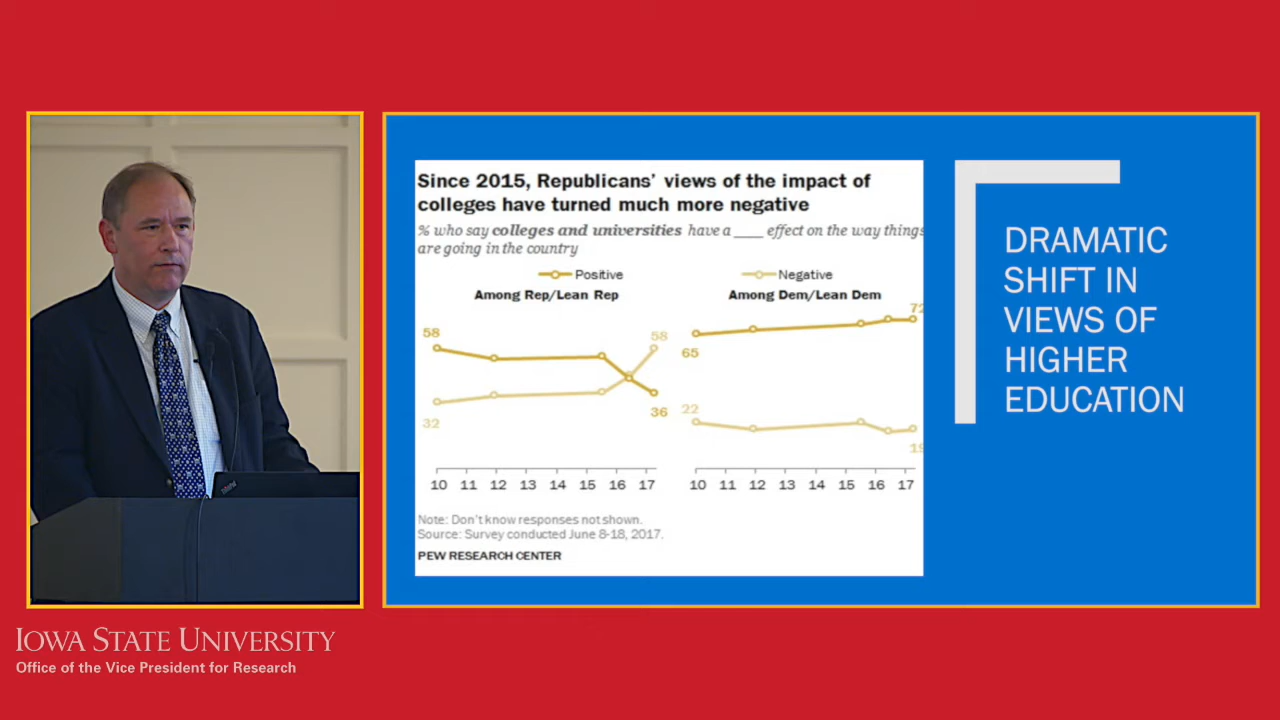 Since 2015, Republicans' views of the impact of
colleges have turned much more negative
% who say colleges and universities have a ____ effect on the way things
are going in the country
Positive
Negative
Among Rep/Lean Rep
Among Dem/Lean Dem
58
32
58
36
65
22
72
19
10 11 12 13 14 15 16 17
10 11 12 13 14 15 16 17
Note: Don't know responses not shown.
Source: Survey conducted June 8-18, 2017.
PEW RESEARCH CENTER
DRAMATIC
SHIFT IN
VIEWS OF
HIGHER
EDUCATION
ThinkPad
IOWA STATE UNIVERSITY
Office of the Vice President for Research